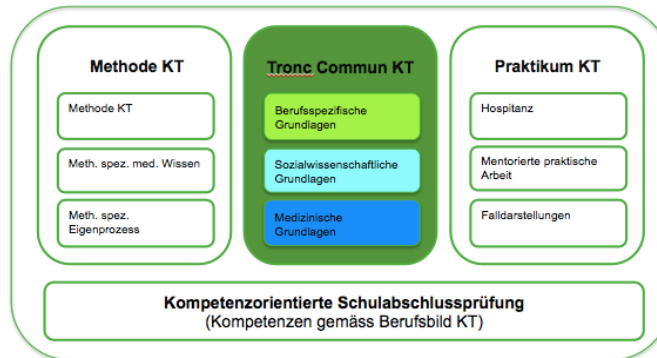 Methode KT
Methode KT
Meth. spez. med. Wissen
Meth. spez.
Eigenprozess
Tronc Commun KT
Berufsspezifische
Grundlagen
Sozialwissenschaftliche
Grundlagen
Medizinische
Grundlagen
Praktikum KT
Hospitanz
Mentorierte praktische
Arbeit
Falldarstellungen
Kompetenzorientierte Schulabschlussprüfung
(Kompetenzen gemäss Berufsbild KT)